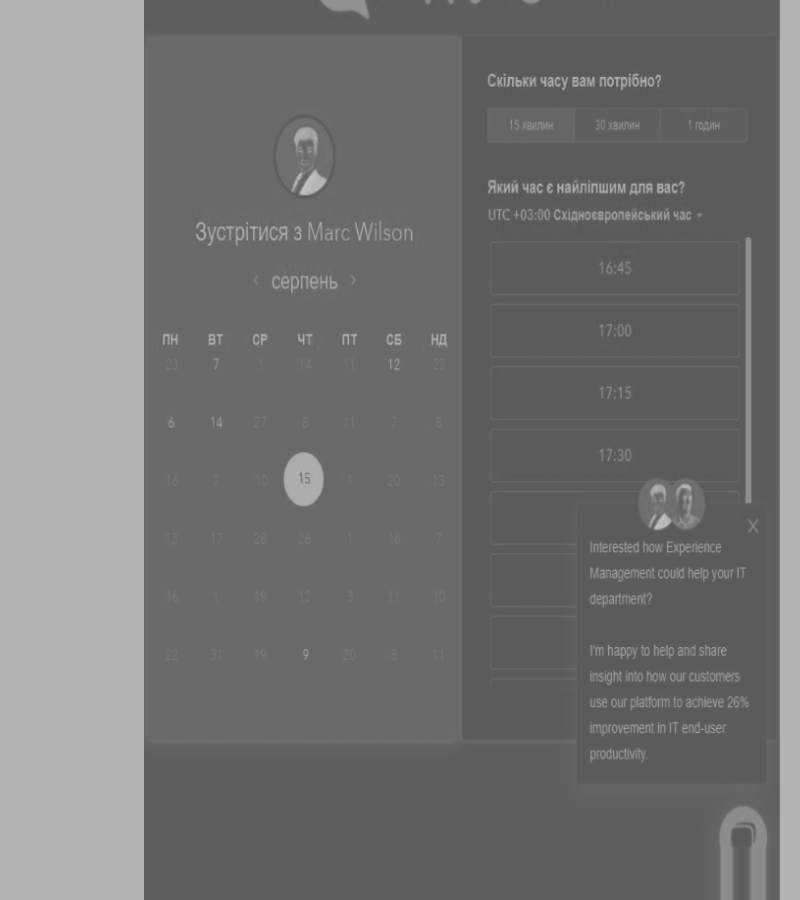 Зустрітися з Marc Wilson
серпень
ПН ВТ СР ЧТ ПТ СБ НД
23 7 1 14 11 12 23
6 14 27 8 11 7 8
16 7 10 15 1 20 13
13 17 28 26 1 18 7
16 1 19 12 3 11 10
22 31 19 9 20 8 11
Скільки часу вам потрібно?
15 хвилин 30 хвилин 1 годин
Який час є найліпшим для вас?
UTC +03:00 Східноєвропейський час
16:45
17:00
17:15
17:30
Interested how Experience
Management could help your IT
department?
I'm happy to help and share
insight into how our customers
use our platform to achieve 26%
improvement in IT end-user
productivity.